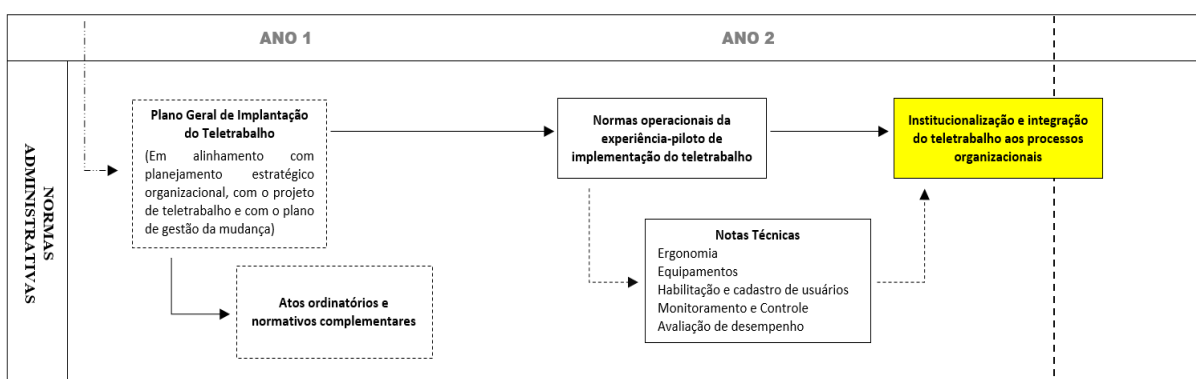 ANO 1
ANO 2
NORMAS
ADMINISTRATIVAS
Plano Geral de Implantação
do Teletrabalho
(Em alinhamento com
planejamento estratégico
organizacional, com o projeto
de teletrabalho e com o plano
de gestão da mudança)
Atos ordinatórios e
normativos complementares
Normas operacionais da
experiência-piloto de
implementação do teletrabalho
Notas Técnicas
Ergonomia
Equipamentos
Habilitação e cadastro de usuários
Monitoramento e Controle
Avaliação de desempenho
Institucionalização e integração
do teletrabalho aos processos
organizacionais